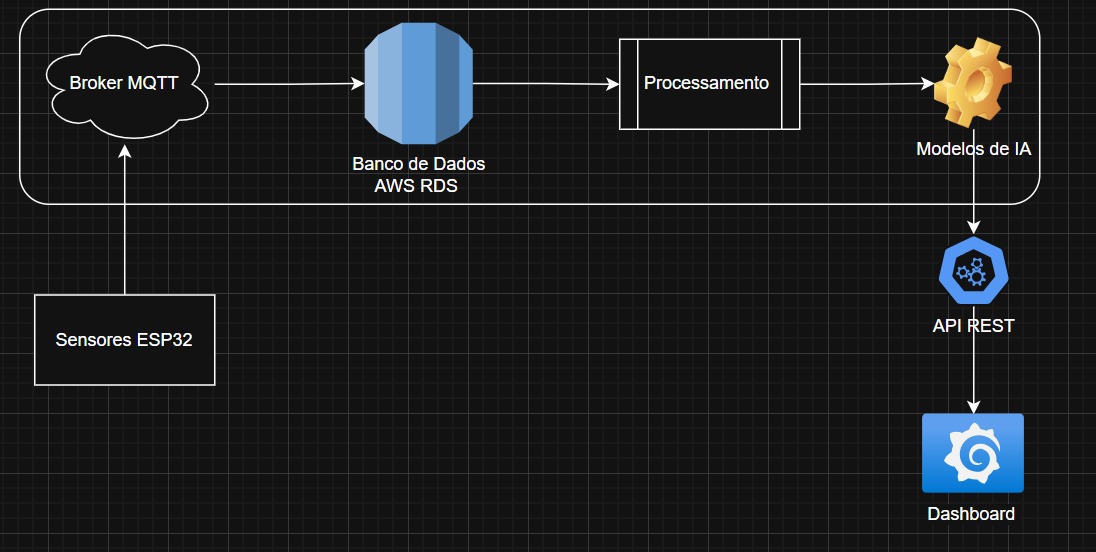 Broker MQTT
Processamento
Modelos de IA
Banco de Dados
AWS RDS
Sensores ESP32
API REST
Dashboard